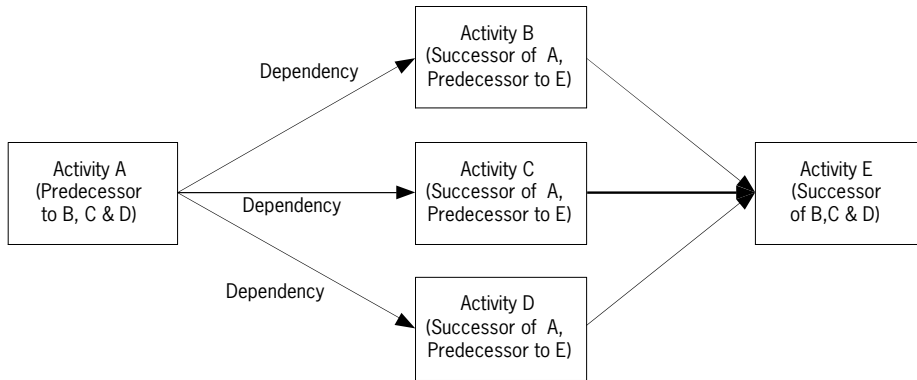 Activity B
(Successor of A,
Predecessor to E)
Dependency
Activity A
(Predecessor
to B, C & D)
Dependency
Activity C
(Successor of A,
Predecessor to E)
Activity E
(Successor
of B,C & D)
Dependency
Activity D
(Successor of A,
Predecessor to E)